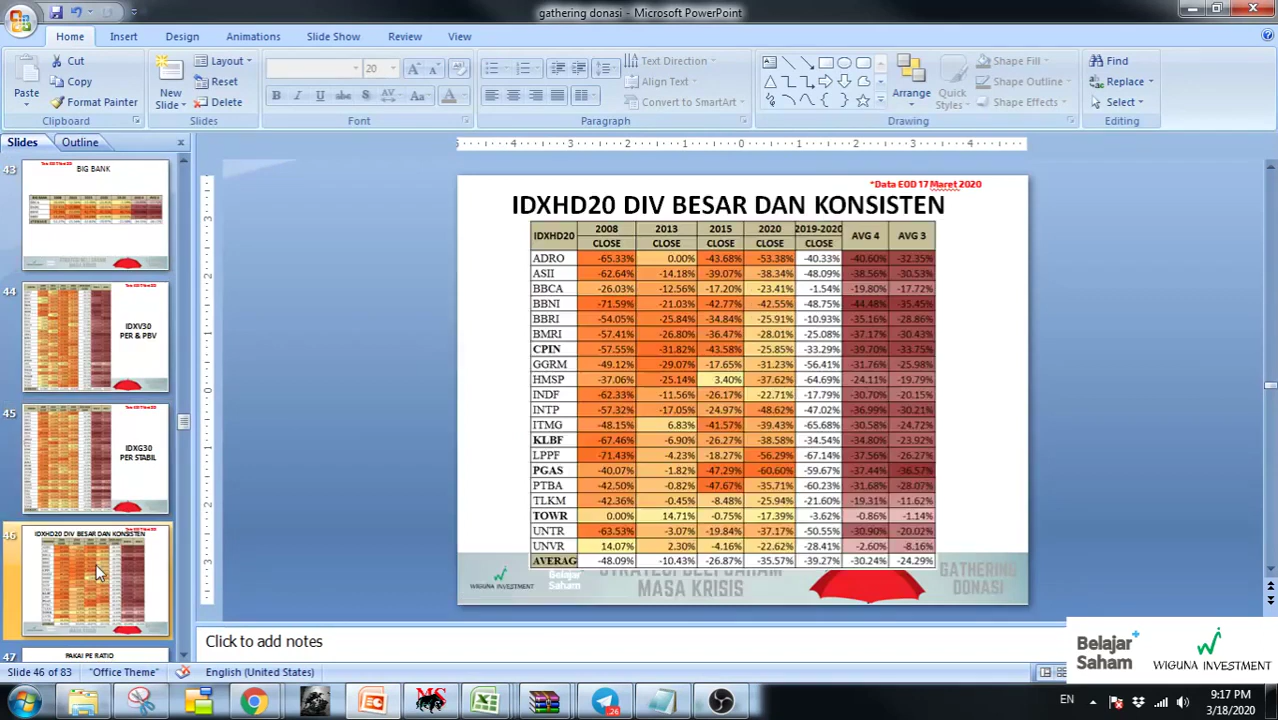 gathering donasi - Microsoft PowerPoint
Home Insert Design Animations Slide Show Review View
Paste
Cut
Copy
Format Painter
Clipboard
New Slide
Layout
Reset
Delete
Slides
20
B I U abc AV Aa A
Font
Text Direction
Align Text
Convert to SmartArt
Paragraph
Arrange
Quick Styles
Shape Fill
Shape Outline
Shape Effects
Drawing
Find
Replace
Select
Editing
Slides Outline
43
BIG BANK
44
IDXV30
PER & PBV
45
IDXG30
PER STABIL
46
IDXHD20 DIV BESAR DAN KONSISTEN
47
PAKAI PE RATIO
*Data EOD 17 Maret 2020
IDXHD20 DIV BESAR DAN KONSISTEN
IDXHD20 2008 2013 2015 2020 2019-2020 AVG 4 AVG 3
CLOSE CLOSE CLOSE CLOSE CLOSE
ADRO -65.33% 0.00% -43.68% -53.38% -40.33% -40.60% -32.35%
ASII -62.64% -14.18% -39.07% -38.34% -48.09% -38.56% -30.53%
BBCA -26.03% -12.56% -17.20% -23.41% -1.54% -19.80% -17.72%
BBNI -71.59% -21.03% -42.77% -42.55% -48.75% -44.48% -35.45%
BBRI -54.05% -25.84% -34.84% -25.91% -10.93% -35.16% -28.86%
BMRI -57.41% -26.80% -36.47% -28.01% -25.08% -37.17% -30.43%
CPIN -57.55% -31.82% -43.58% -25.85% -33.29% -39.70% -33.75%
GGRM -49.12% -29.07% -17.65% -31.23% -56.41% -31.76% -25.98%
HMSP -37.06% -25.14% 3.40% -37.62% -64.69% -24.11% -19.79%
INDF -62.33% -11.56% -26.17% -22.71% -17.79% -30.70% -20.15%
INTP -57.32% -17.05% -24.97% -48.62% -47.02% -36.99% -30.21%
ITMG -48.15% 6.83% -41.57% -39.43% -65.68% -30.58% -24.72%
KLBF -67.46% -6.90% -26.27% -38.58% -34.54% -34.80% -23.92%
LPPF -71.43% -4.23% -18.27% -56.29% -67.14% -37.56% -26.27%
PGAS -40.07% -1.82% -47.29% -60.60% -59.67% -37.44% -36.57%
PTBA -42.50% -0.82% -47.67% -35.71% -60.23% -31.68% -28.07%
TLKM -42.36% -0.45% -8.48% -25.94% -21.60% -19.31% -11.62%
TOWR 0.00% 14.71% -0.75% -17.39% -3.62% -0.86% -1.14%
UNTR -63.53% -3.07% -19.84% -37.17% -50.55% -30.90% -20.02%
UNVR 14.07% 2.30% -4.16% -22.62% -28.41% -2.60% -8.16%
AVERAG -48.09% -10.43% -26.87% -35.57% -39.27% -30.24% -24.29%
WIGUNA INVESTMENT
Belajar Saham
STRATEGI BELI SAHAM
MASA KRISIS
GATHERING
DONASI
Click to add notes
Belajar+
Saham
WIGUNA INVESTMENT
Slide 46 of 83 "Office Theme" English (United States)
26
EN
9:17 PM
3/18/2020